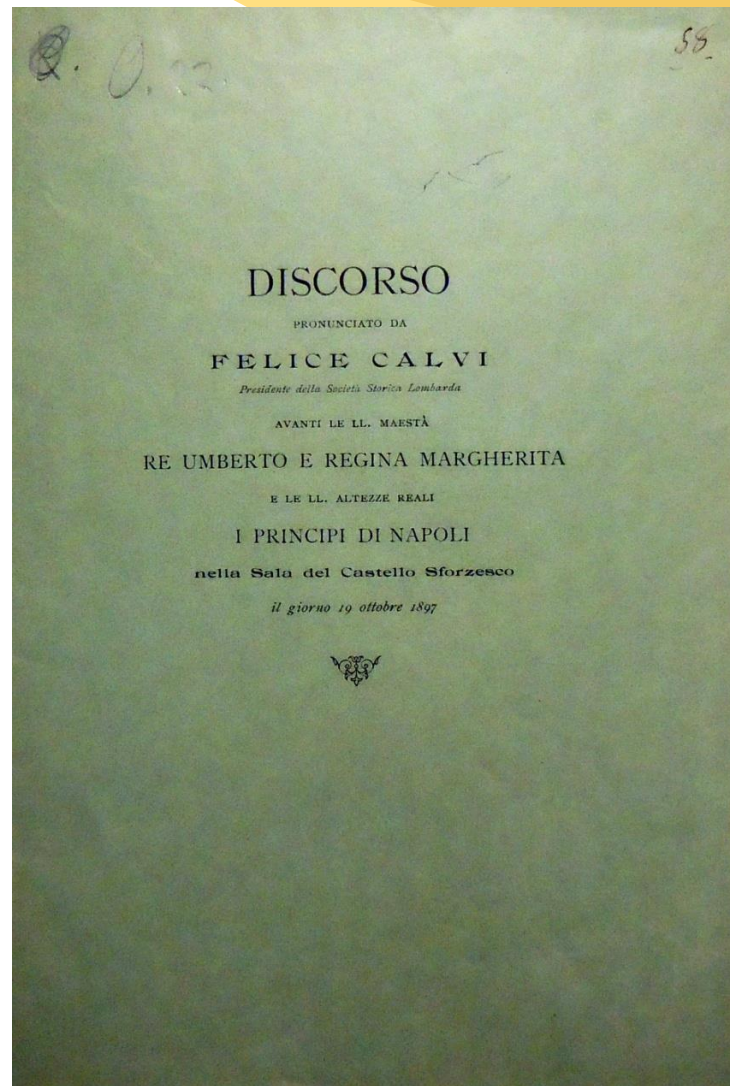 58
DISCORSO
PRONUNCIATO DA
FELICE CALVI
Presidente della Società Storica Lombarda
AVANTI LE LL. MAESTÀ
RE UMBERTO E REGINA MARGHERITA
E LE LL. ALTEZZE REALI
I PRINCIPI DI NAPOLI
nella Sala del Castello Sforzesco
il giorno 19 ottobre 1897